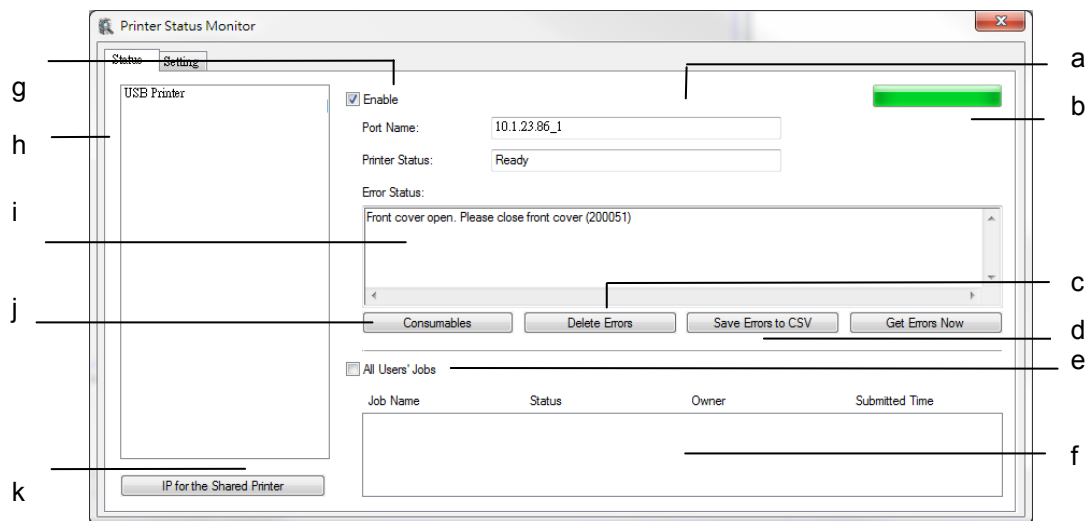 Printer Status Monitor
x
Status Setting
a
g
USB Printer
Enable
b
h
Port Name: 10.1.23.86_1
Printer Status: Ready
Error Status:
i
Front cover open. Please close front cover (200051)
c
j
Consumables Delete Errors Save Errors to CSV Get Errors Now
d
e
All Users' Jobs
Job Name Status Owner Submitted Time
f
k
IP for the Shared Printer